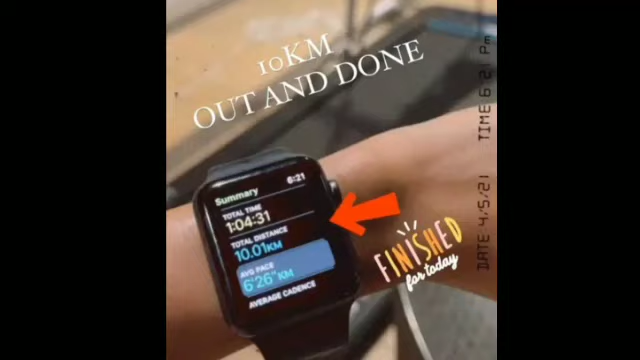 10KM
OUT AND DONE
TIME 6:21 PM
DATE 4/5/21
Summary 6:21
TOTAL TIME
1:04:31
TOTAL DISTANCE
10.01KM
AVG PACE
6'26"KM
AVERAGE CADENCE
FINISHED
for today